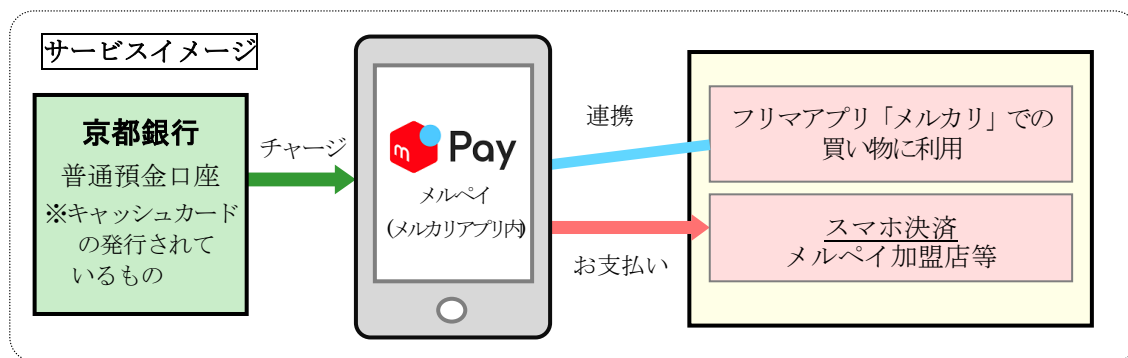 サービスイメージ
京都銀行
普通預金口座
※キャッシュカード
の発行されて
いるもの
チャージ
m Pay
メルペイ
(メルカリアプリ内)
連携
お支払い
フリマアプリ「メルカリ」での
買い物に利用
スマホ決済
メルペイ加盟店等